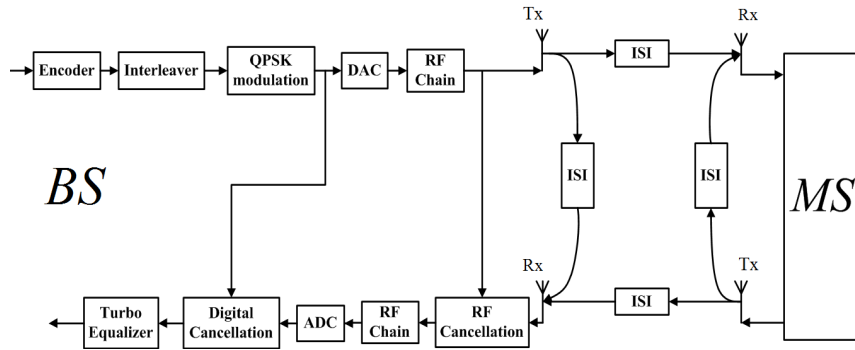 Tx
Rx
Encoder
Interleaver
QPSK
modulation
DAC
RF
Chain
ISI
ISI
ISI
BS
MS
Rx
Tx
ISI
Turbo
Equalizer
Digital
Cancellation
ADC
RF
Chain
RF
Cancellation